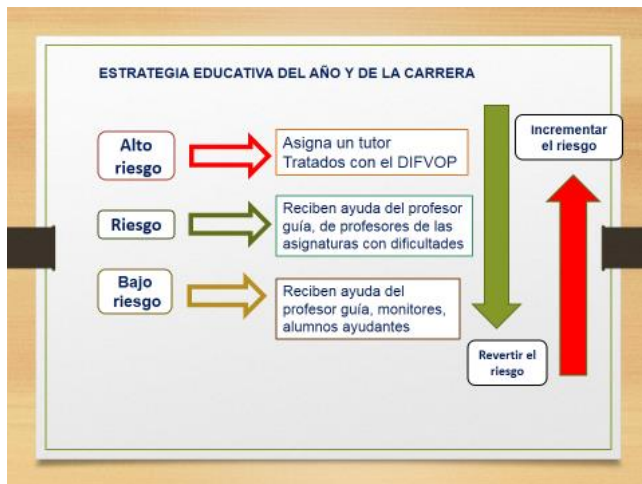 ESTRATEGIA EDUCATIVA DEL AÑO Y DE LA CARRERA
Alto
riesgo
Asigna un tutor
Tratados con el DIFVOP
Riesgo
Reciben ayuda del profesor
guía, de profesores de las
asignaturas con dificultades
Bajo
riesgo
Reciben ayuda del
profesor guía, monitores,
alumnos ayudantes
Incrementar
el riesgo
Revertir el
riesgo